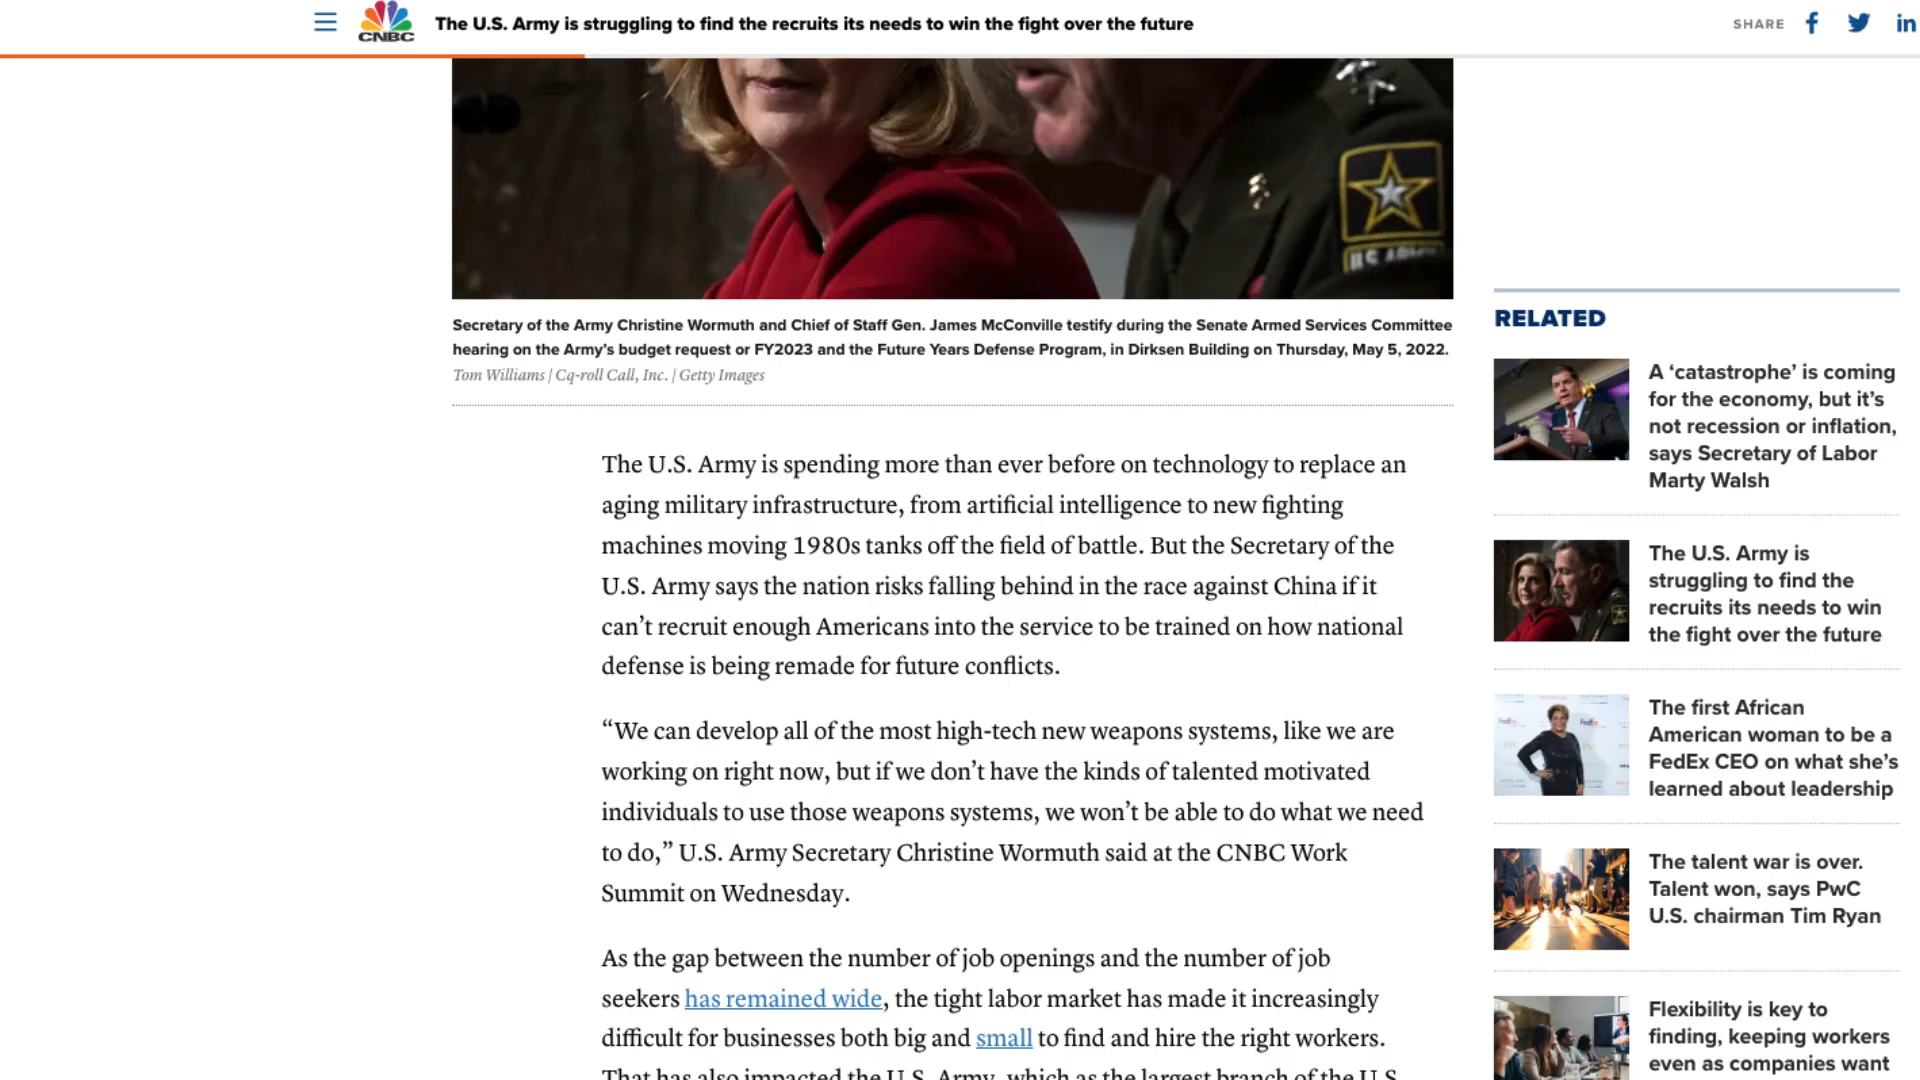 CNBC
The U.S. Army is struggling to find the recruits its needs to win the fight over the future
SHARE
U.S. ARMY
Secretary of the Army Christine Wormuth and Chief of Staff Gen. James McConville testify during the Senate Armed Services Committee
hearing on the Army’s budget request or FY2023 and the Future Years Defense Program, in Dirksen Building on Thursday, May 5, 2022.
Tom Williams | Cq-roll Call, Inc. | Getty Images
The U.S. Army is spending more than ever before on technology to replace an
aging military infrastructure, from artificial intelligence to new fighting
machines moving 1980s tanks off the field of battle. But the Secretary of the
U.S. Army says the nation risks falling behind in the race against China if it
can’t recruit enough Americans into the service to be trained on how national
defense is being remade for future conflicts.
“We can develop all of the most high-tech new weapons systems, like we are
working on right now, but if we don’t have the kinds of talented motivated
individuals to use those weapons systems, we won’t be able to do what we need
to do,” U.S. Army Secretary Christine Wormuth said at the CNBC Work
Summit on Wednesday.
As the gap between the number of job openings and the number of job
seekers has remained wide, the tight labor market has made it increasingly
difficult for businesses both big and small to find and hire the right workers.
That has also impacted the U.S. Army, which as the largest branch of the U.S.
RELATED
A ‘catastrophe’ is coming
for the economy, but it’s
not recession or inflation,
says Secretary of Labor
Marty Walsh
The U.S. Army is
struggling to find the
recruits its needs to win
the fight over the future
FedEx
FedEx
The first African
American woman to be a
FedEx CEO on what she’s
learned about leadership
The talent war is over.
Talent won, says PwC
U.S. chairman Tim Ryan
Flexibility is key to
finding, keeping workers
even as companies want